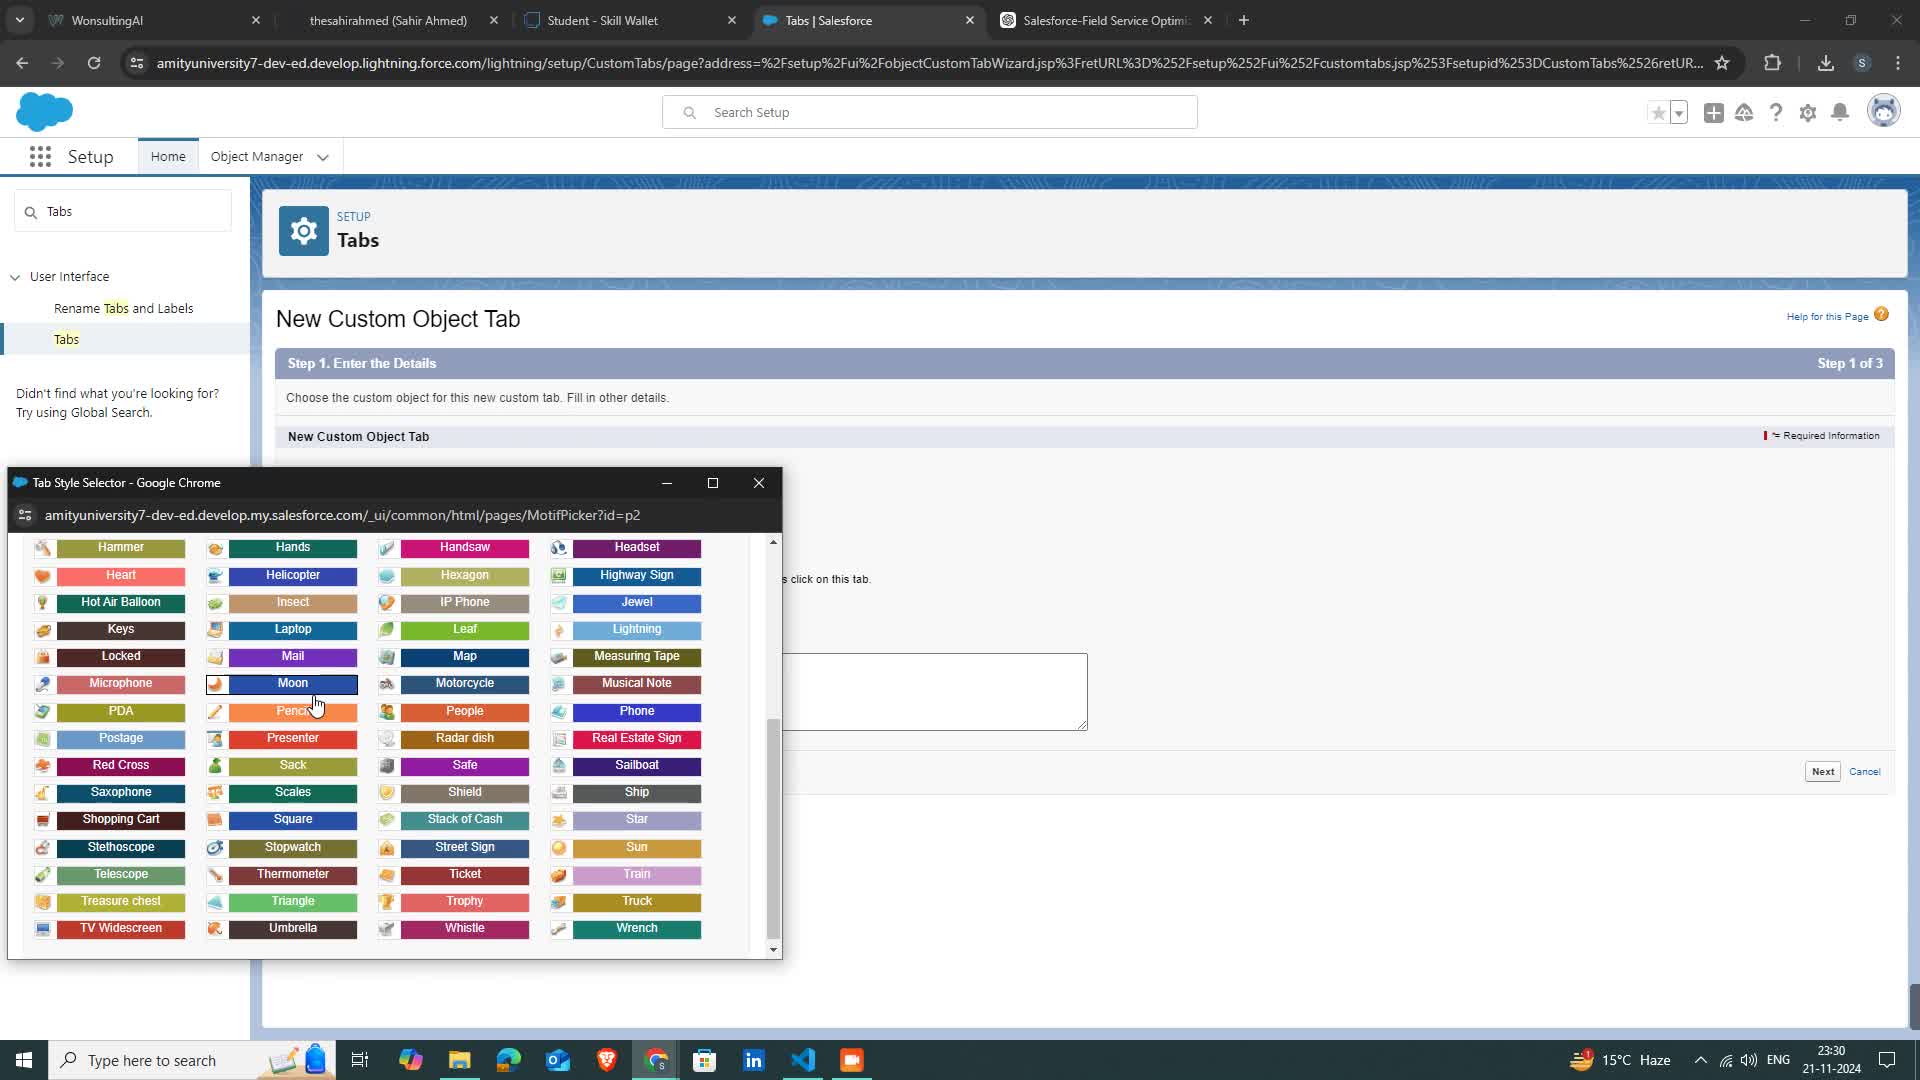 WonsultingAI
thesahirahmed (Sahir Ahmed)
Student - Skill Wallet
Tabs | Salesforce
Salesforce-Field Service Optimi
amityuniversity7-dev-ed.develop.lightning.force.com/lightning/setup/CustomTabs/page?address=%2Fsetup%2Fui%2FobjectCustomTabWizard.jsp%3FretURL%3D%252Fsetup%252Fui%252Fcustomtabs.jsp%253Fsetupid%253DCustomTabs%2526retUR...
S
Search Setup
Setup
Home
Object Manager
Tabs
User Interface
Rename Tabs and Labels
Tabs
Didn't find what you're looking for?
Try using Global Search.
SETUP
Tabs
New Custom Object Tab
Help for this Page
Step 1. Enter the Details
Step 1 of 3
Choose the custom object for this new custom tab. Fill in other details.
New Custom Object Tab
= Required Information
s click on this tab.
Next
Cancel
Tab Style Selector - Google Chrome
amityuniversity7-dev-ed.develop.my.salesforce.com/_ui/common/html/pages/MotifPicker?id=p2
Hammer
Hands
Handsaw
Headset
Heart
Helicopter
Hexagon
Highway Sign
Hot Air Balloon
Insect
IP Phone
Jewel
Keys
Laptop
Leaf
Lightning
Locked
Mail
Map
Measuring Tape
Microphone
Moon
Motorcycle
Musical Note
PDA
Penci
People
Phone
Postage
Presenter
Radar dish
Real Estate Sign
Red Cross
Sack
Safe
Sailboat
Saxophone
Scales
Shield
Ship
Shopping Cart
Square
Stack of Cash
Star
Stethoscope
Stopwatch
Street Sign
Sun
Telescope
Thermometer
Ticket
Train
Treasure chest
Triangle
Trophy
Truck
TV Widescreen
Umbrella
Whistle
Wrench
Type here to search
15°C Haze
ENG
23:30
21-11-2024